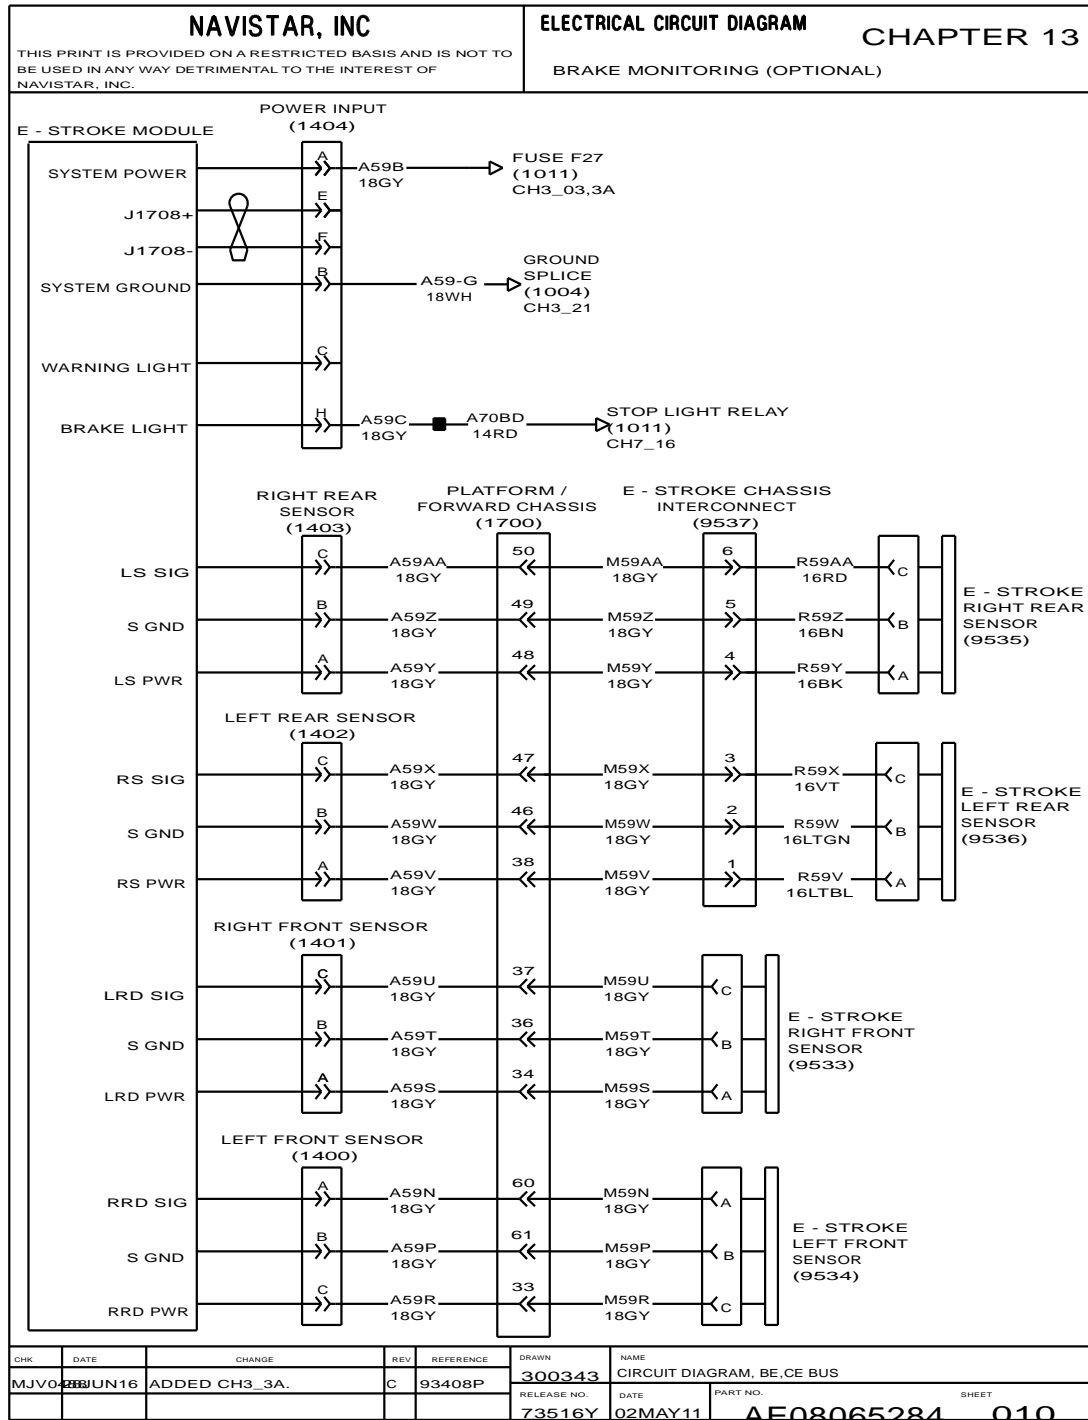 NAVISTAR, INC
THIS PRINT IS PROVIDED ON A RESTRICTED BASIS AND IS NOT TO
BE USED IN ANY WAY DETRIMENTAL TO THE INTEREST OF
NAVISTAR, INC.
ELECTRICAL CIRCUIT DIAGRAM
CHAPTER 13
BRAKE MONITORING (OPTIONAL)
E - STROKE MODULE
POWER INPUT
(1404)
SYSTEM POWER A A59B 18GY
FUSE F27
(1011)
CH3_03,3A
J1708+ E
J1708- F
SYSTEM GROUND B A59-G 18WH
GROUND
SPLICE
(1004)
CH3_21
WARNING LIGHT C
BRAKE LIGHT H A59C 18GY A70BD 14RD
STOP LIGHT RELAY
(1011)
CH7_16
RIGHT REAR
SENSOR
(1403)
PLATFORM /
FORWARD CHASSIS
(1700)
E - STROKE CHASSIS
INTERCONNECT
(9537)
LS SIG C A59AA 18GY 50 M59AA 18GY 6 R59AA 16RD C
S GND B A59Z 18GY 49 M59Z 18GY 5 R59Z 16BN B
LS PWR A A59Y 18GY 48 M59Y 18GY 4 R59Y 16BK A
E - STROKE
RIGHT REAR
SENSOR
(9535)
LEFT REAR SENSOR
(1402)
RS SIG C A59X 18GY 47 M59X 18GY 3 R59X 16VT C
S GND B A59W 18GY 46 M59W 18GY 2 R59W 16LTGN B
RS PWR A A59V 18GY 38 M59V 18GY 1 R59V 16LTBL A
E - STROKE
LEFT REAR
SENSOR
(9536)
RIGHT FRONT SENSOR
(1401)
LRD SIG C A59U 18GY 37 M59U 18GY C
S GND B A59T 18GY 36 M59T 18GY B
LRD PWR A A59S 18GY 34 M59S 18GY A
E - STROKE
RIGHT FRONT
SENSOR
(9533)
LEFT FRONT SENSOR
(1400)
RRD SIG A A59N 18GY 60 M59N 18GY A
S GND B A59P 18GY 61 M59P 18GY B
RRD PWR C A59R 18GY 33 M59R 18GY C
E - STROKE
LEFT FRONT
SENSOR
(9534)
CHK DATE CHANGE REV REFERENCE
ADDED CH3_3A. C 93408P
DRAWN
300343
NAME
CIRCUIT DIAGRAM, BE,CE BUS
RELEASE NO.
73516Y
DATE
02MAY11
PART NO.
AE08065284
SHEET
010